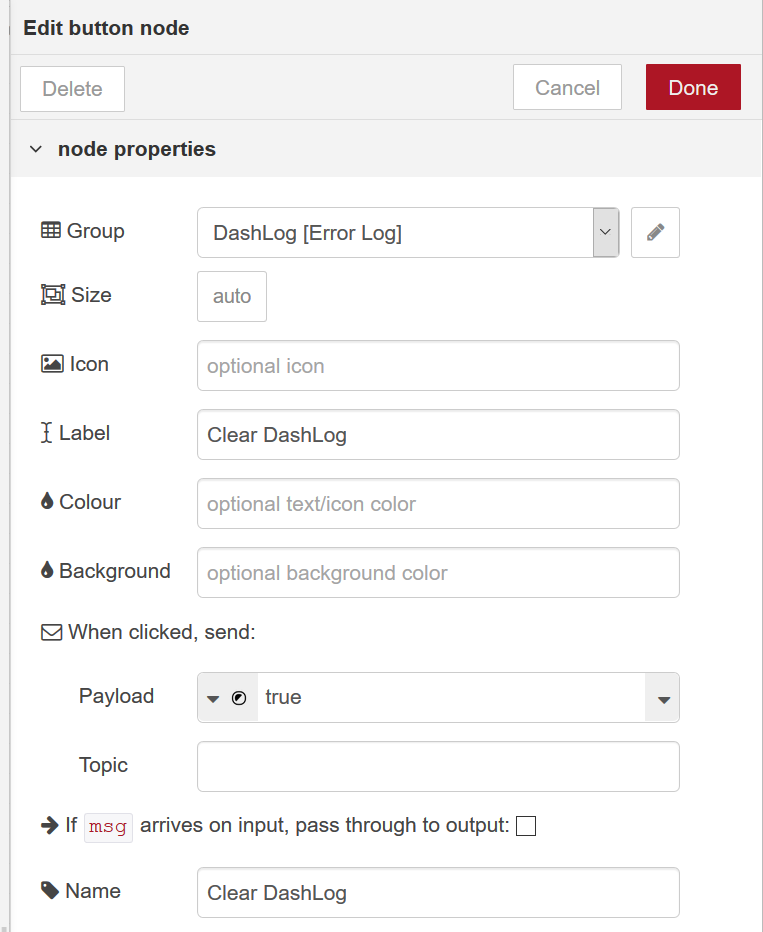 Edit button node
Delete Cancel Done
node properties
Group DashLog [Error Log]
Size auto
Icon optional icon
Label Clear DashLog
Colour optional text/icon color
Background optional background color
When clicked, send:
Payload true
Topic
If msg arrives on input, pass through to output:
Name Clear DashLog